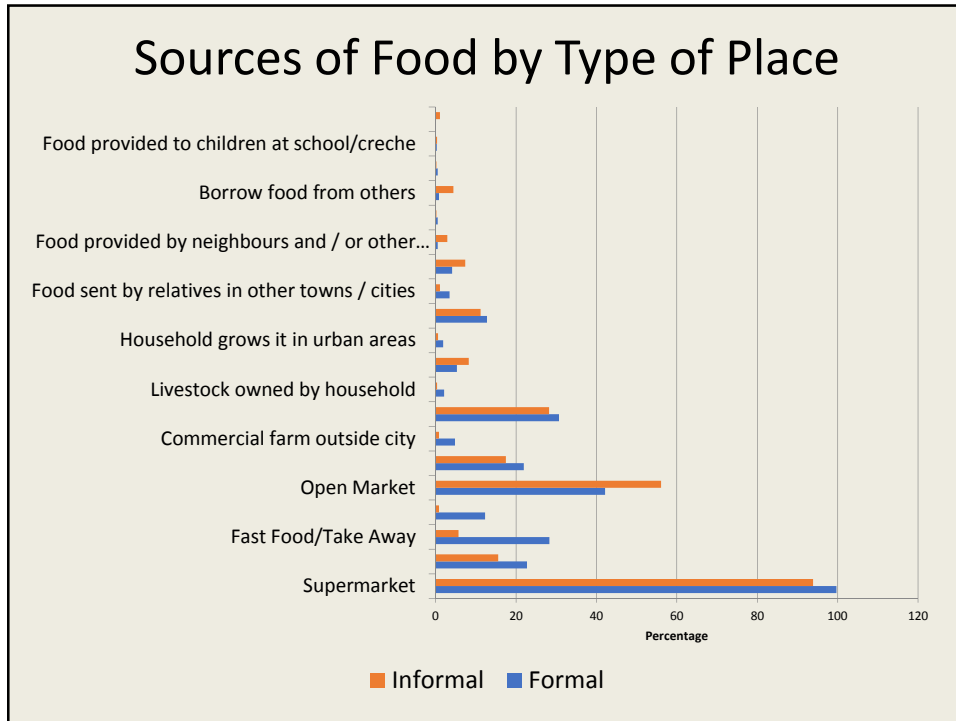 Sources of Food by Type of Place
Food provided to children at school/creche
Borrow food from others
Food provided by neighbours and / or other...
Food sent by relatives in other towns / cities
Household grows it in urban areas
Livestock owned by household
Commercial farm outside city
Open Market
Fast Food/Take Away
Supermarket
0 20 40 60 80 100 120
Percentage
Informal Formal